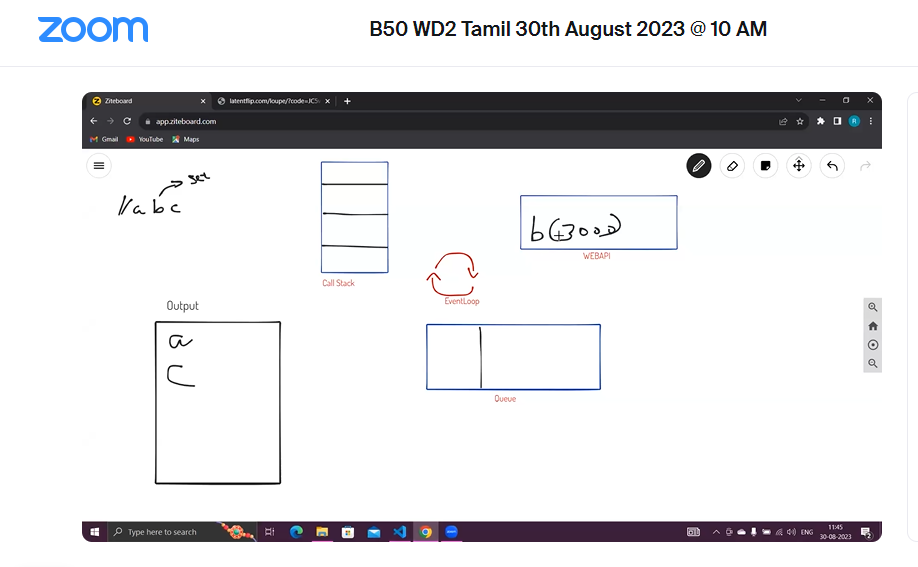 zoom
B50 WD2 Tamil 30th August 2023 @ 10 AM
Ziteboard
latentflip.com/loupe/?code=JC5
app.ziteboard.com
Gmail YouTube Maps
R
set
//a b c
b(3000)
WEBAPI
Call Stack
EventLoop
Output
a
c
Queue
Type here to search
ENG
11:45
30-08-2023
2